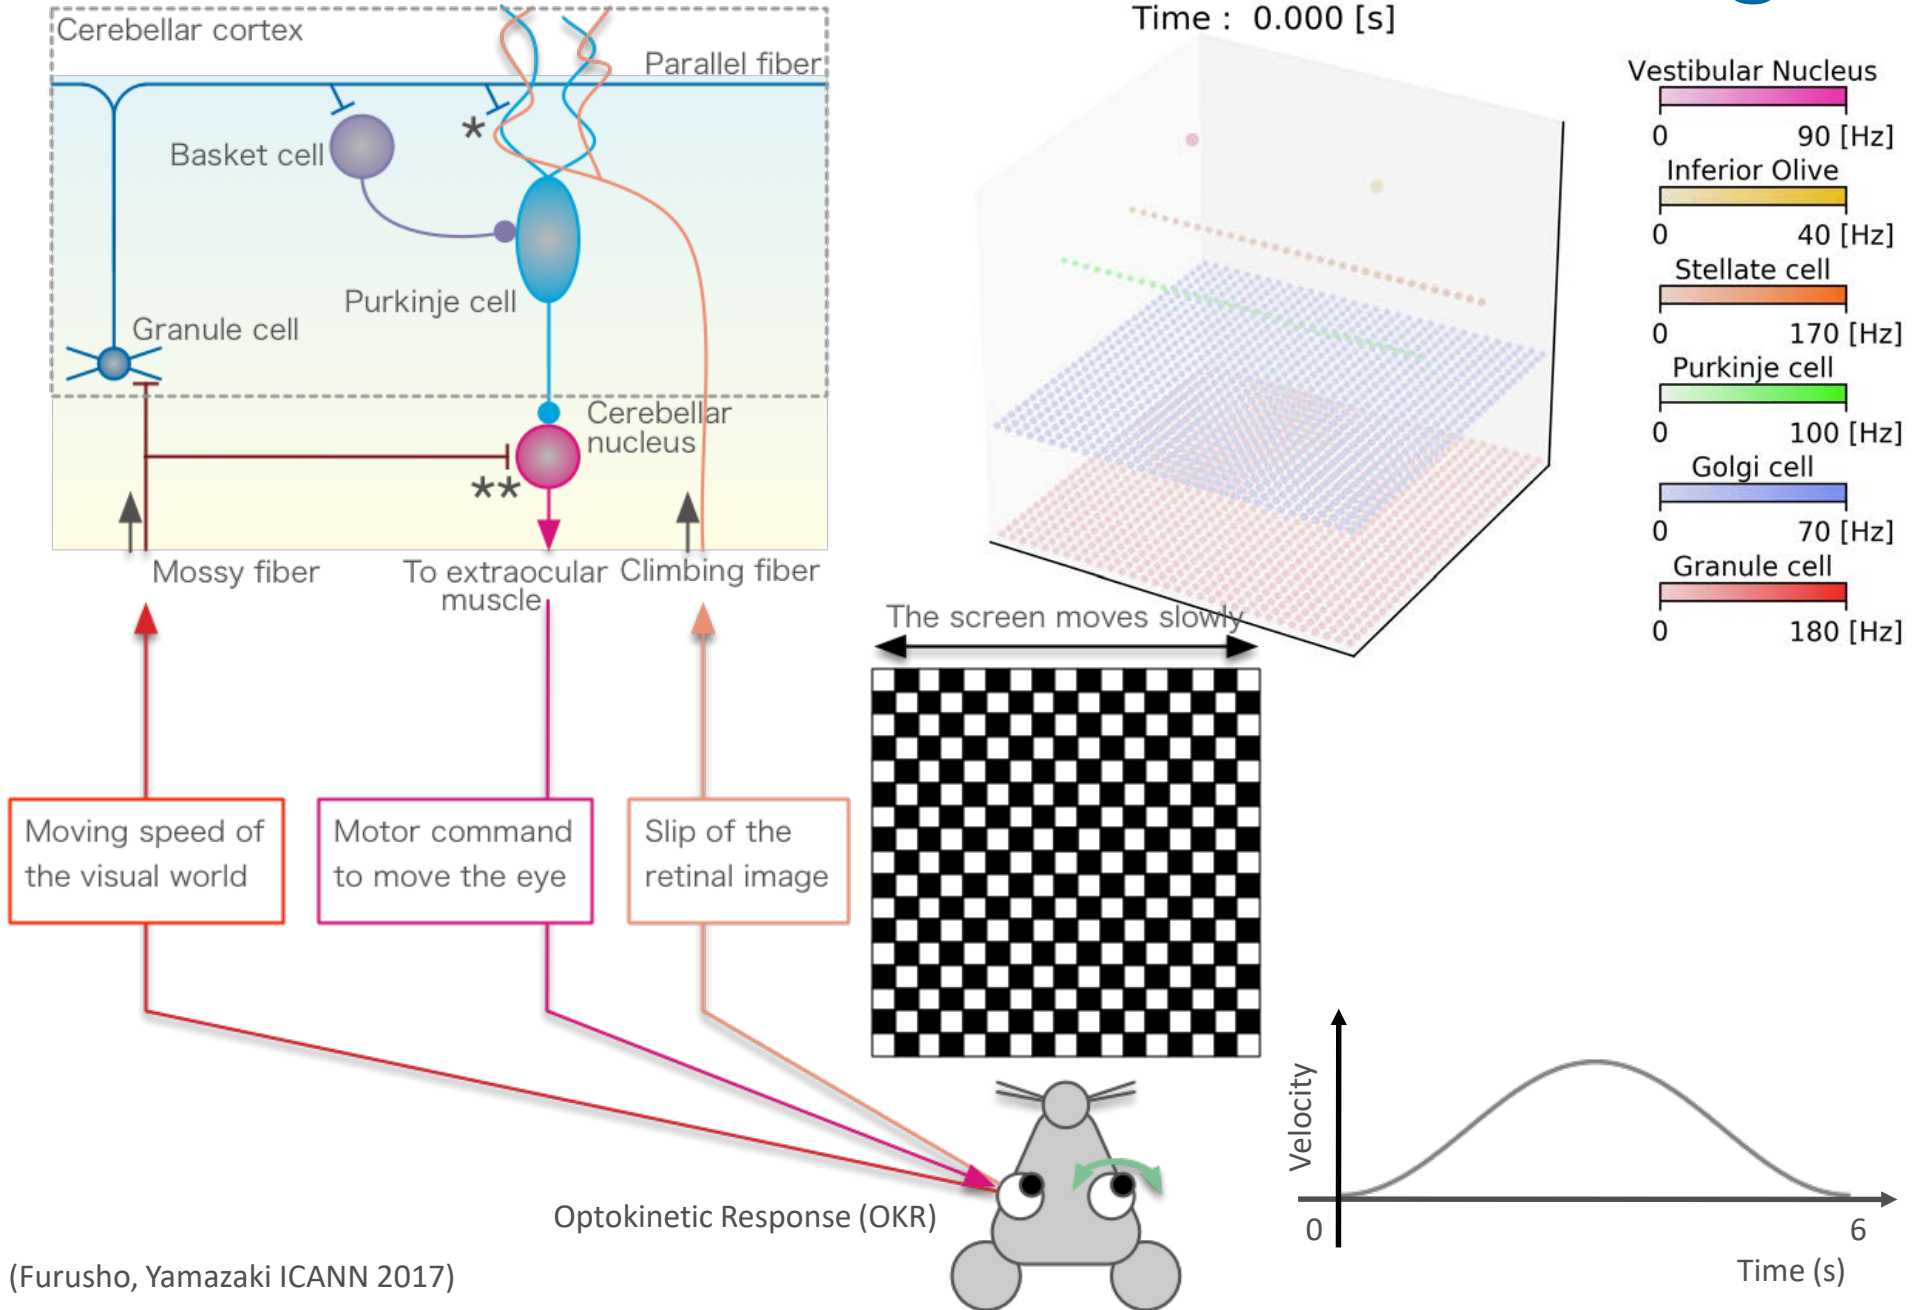 Cerebellar cortex
Parallel fiber
*
Basket cell
Purkinje cell
Granule cell
Cerebellar
nucleus
**
Mossy fiber
To extraocular
muscle
Climbing fiber
Time : 0.000 [s]
Vestibular Nucleus
0 90 [Hz]
Inferior Olive
0 40 [Hz]
Stellate cell
0 170 [Hz]
Purkinje cell
0 100 [Hz]
Golgi cell
0 70 [Hz]
Granule cell
0 180 [Hz]
The screen moves slowly
Moving speed of
the visual world
Motor command
to move the eye
Slip of the
retinal image
Optokinetic Response (OKR)
Velocity
0 6
Time (s)
(Furusho, Yamazaki ICANN 2017)